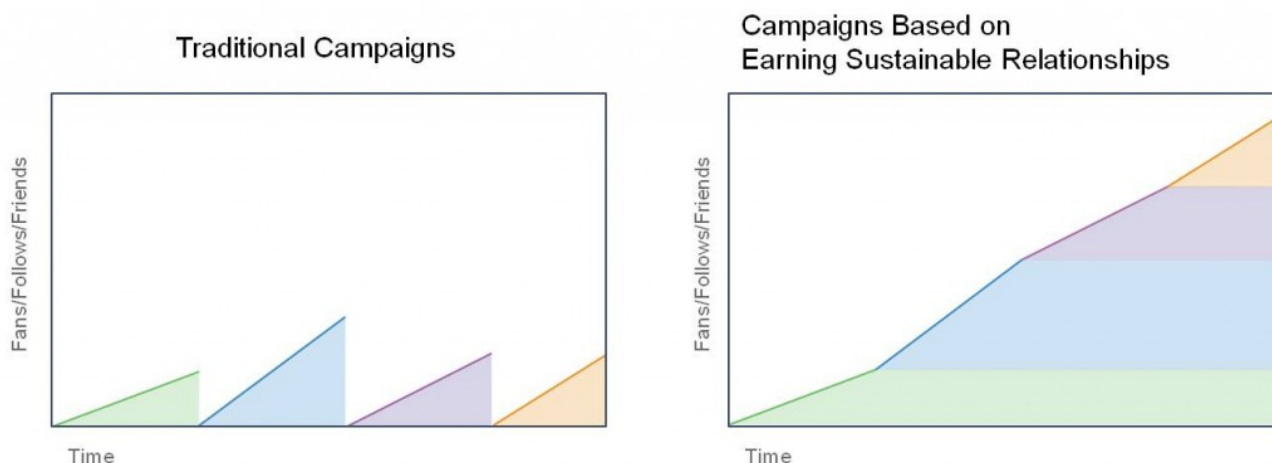 Traditional Campaigns
Fans/Follows/Friends
Time
Campaigns Based on
Earning Sustainable Relationships
Fans/Follows/Friends
Time